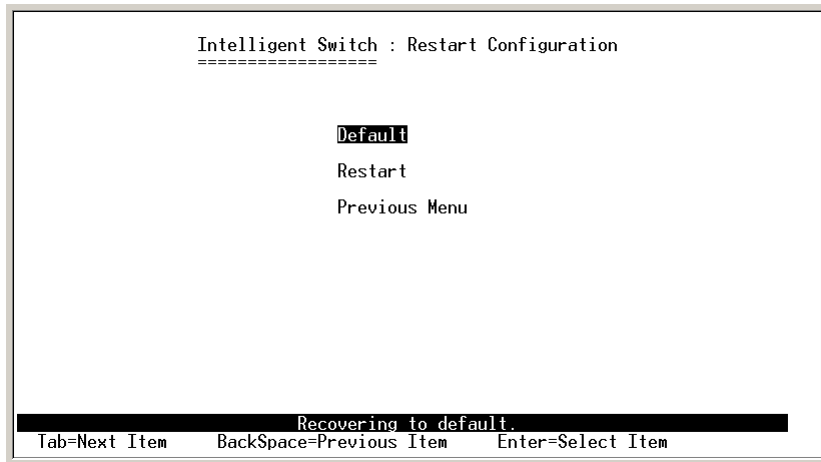 Intelligent Switch : Restart Configuration
==================
Default
Restart
Previous Menu
Recovering to default.
Tab=Next Item BackSpace=Previous Item Enter=Select Item